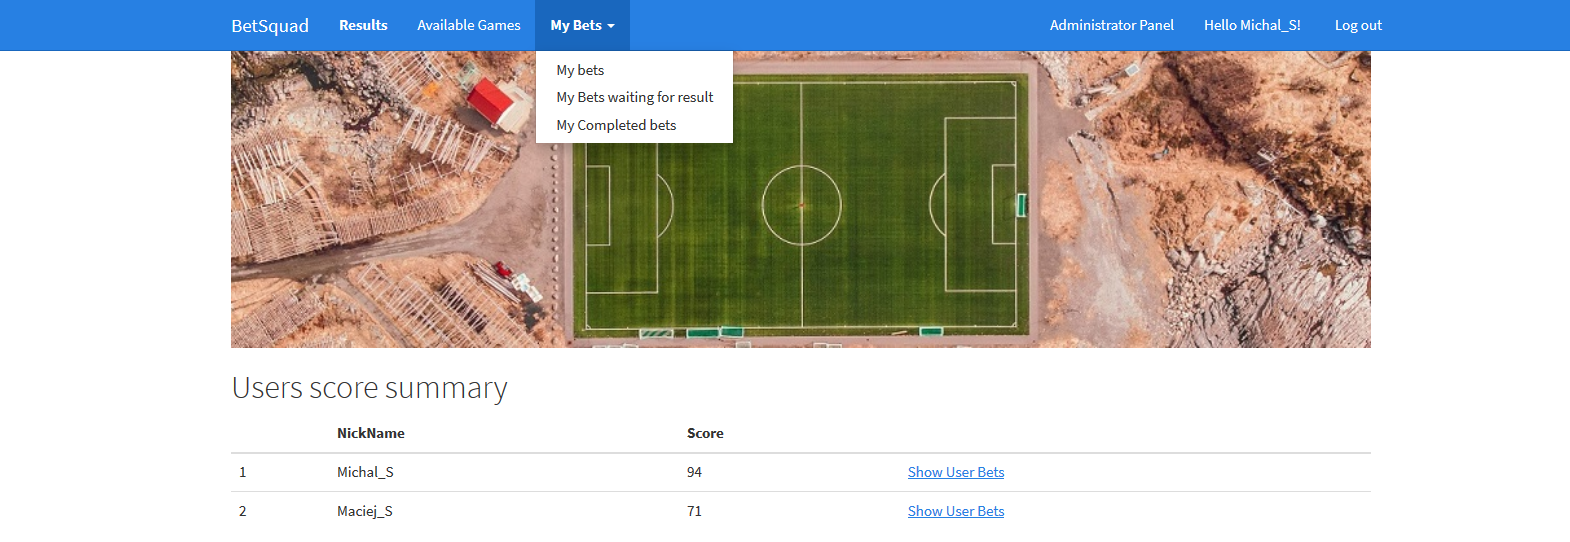 BetSquad Results Available Games My Bets Administrator Panel Hello Michal_S! Log out
My bets
My Bets waiting for result
My Completed bets
Users score summary
NickName Score
1 Michal_S 94 Show User Bets
2 Maciej_S 71 Show User Bets